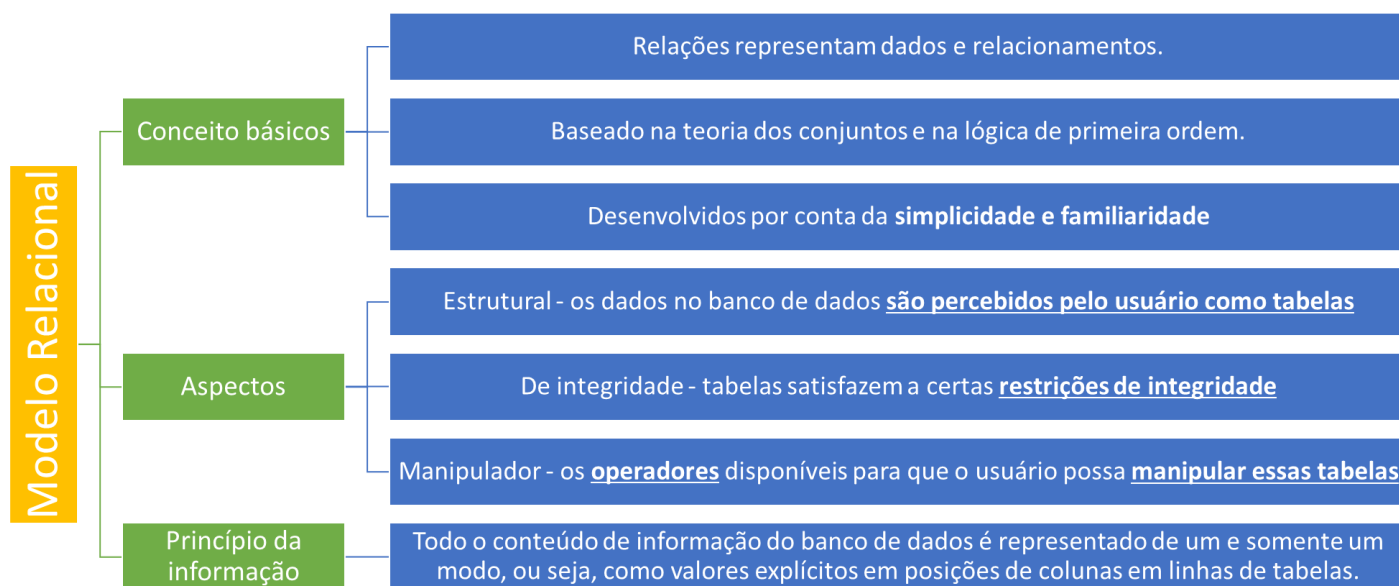 Modelo Relacional
Conceito básicos
Relações representam dados e relacionamentos.
Baseado na teoria dos conjuntos e na lógica de primeira ordem.
Desenvolvidos por conta da simplicidade e familiaridade
Aspectos
Estrutural - os dados no banco de dados são percebidos pelo usuário como tabelas
De integridade - tabelas satisfazem a certas restrições de integridade
Manipulador - os operadores disponíveis para que o usuário possa manipular essas tabelas
Princípio da
informação
Todo o conteúdo de informação do banco de dados é representado de um e somente um
modo, ou seja, como valores explícitos em posições de colunas em linhas de tabelas.